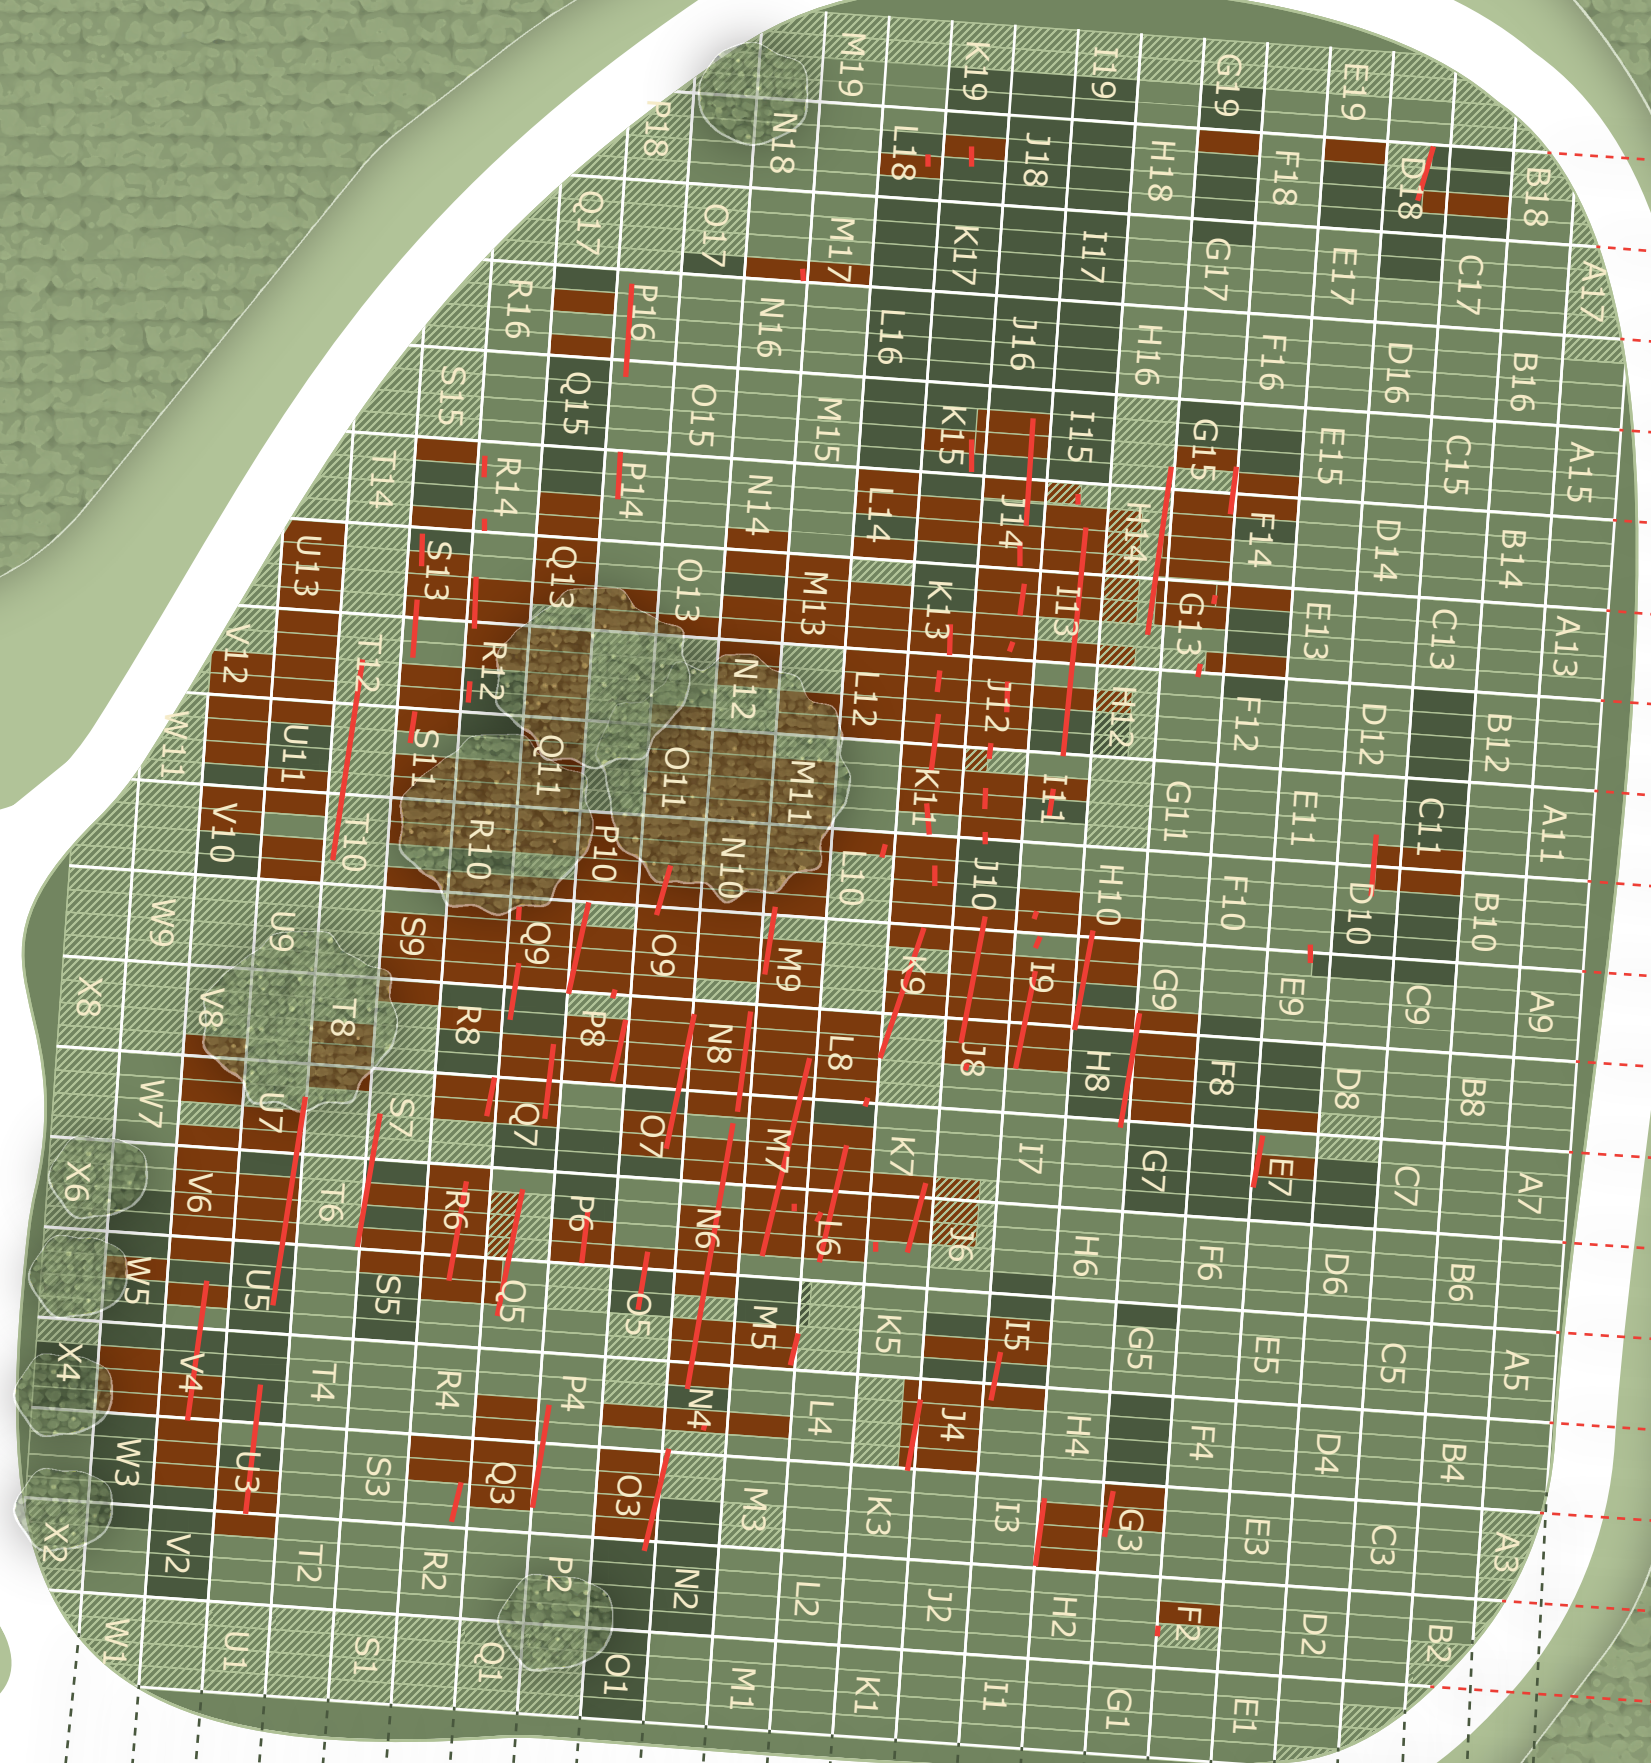 M19 K19 I19 G19 E19
P18 N18 L18 J18 H18 F18 D18 B18
Q17 O17 M17 K17 I17 G17 E17 C17 A17
R16 P16 N16 L16 J16 H16 F16 D16 B16
S15 Q15 O15 M15 K15 I15 G15 E15 C15 A15
T14 R14 P14 N14 L14 J14 H14 F14 D14 B14
U13 S13 Q13 O13 M13 K13 I13 G13 E13 C13 A13
V12 T12 R12 N12 L12 J12 H12 F12 D12 B12
W11 U11 S11 Q11 O11 M11 K11 I11 G11 E11 C11 A11
V10 T10 R10 P10 N10 L10 J10 H10 F10 D10 B10
W9 U9 S9 Q9 O9 M9 K9 I9 G9 E9 C9 A9
X8 V8 T8 R8 P8 N8 L8 J8 H8 F8 D8 B8
W7 U7 S7 Q7 O7 M7 K7 I7 G7 E7 C7 A7
X6 V6 T6 R6 P6 N6 L6 J6 H6 F6 D6 B6
W5 U5 S5 Q5 O5 M5 K5 I5 G5 E5 C5 A5
X4 V4 T4 R4 P4 N4 L4 J4 H4 F4 D4 B4
W3 U3 S3 Q3 O3 M3 K3 I3 G3 E3 C3 A3
X2 V2 T2 R2 P2 N2 L2 J2 H2 F2 D2 B2
W1 U1 S1 Q1 O1 M1 K1 I1 G1 E1